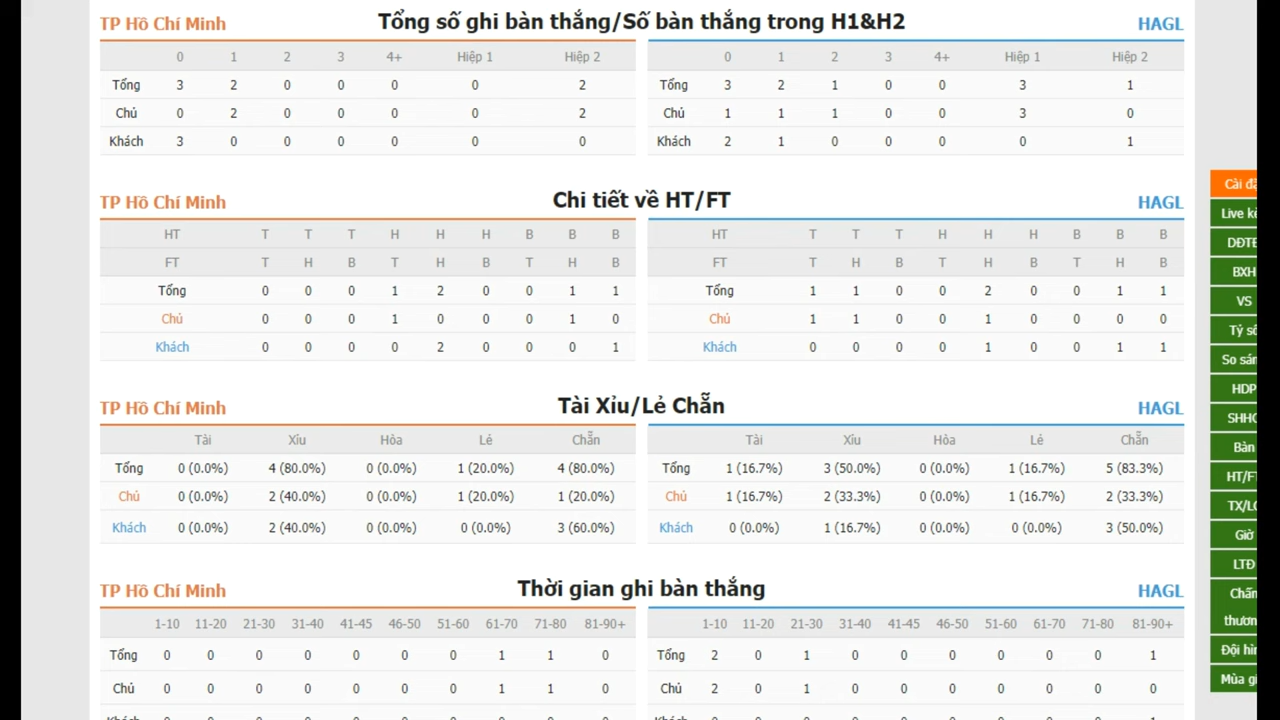 TP Hồ Chí Minh Tổng số ghi bàn thắng/Số bàn thắng trong H1&H2 HAGL
0 1 2 3 4+ Hiệp 1 Hiệp 2 0 1 2 3 4+ Hiệp 1 Hiệp 2
Tổng 3 2 0 0 0 0 2 Tổng 3 2 1 0 0 3 1
Chủ 0 2 0 0 0 0 2 Chủ 1 1 1 0 0 3 0
Khách 3 0 0 0 0 0 0 Khách 2 1 0 0 0 0 1
TP Hồ Chí Minh Chi tiết về HT/FT HAGL
HT T T T H H H B B B HT T T T H H H B B B
FT T H B T H B T H B FT T H B T H B T H B
Tổng 0 0 0 1 2 0 0 1 1 Tổng 1 1 0 0 2 0 0 1 1
Chủ 0 0 0 1 0 0 0 1 0 Chủ 1 1 0 0 1 0 0 0 0
Khách 0 0 0 0 2 0 0 0 1 Khách 0 0 0 0 1 0 0 1 1
TP Hồ Chí Minh Tài Xỉu/Lẻ Chẵn HAGL
Tài Xỉu Hòa Lẻ Chẵn Tài Xỉu Hòa Lẻ Chẵn
Tổng 0 (0.0%) 4 (80.0%) 0 (0.0%) 1 (20.0%) 4 (80.0%) Tổng 1 (16.7%) 3 (50.0%) 0 (0.0%) 1 (16.7%) 5 (83.3%)
Chủ 0 (0.0%) 2 (40.0%) 0 (0.0%) 1 (20.0%) 1 (20.0%) Chủ 1 (16.7%) 2 (33.3%) 0 (0.0%) 1 (16.7%) 2 (33.3%)
Khách 0 (0.0%) 2 (40.0%) 0 (0.0%) 0 (0.0%) 3 (60.0%) Khách 0 (0.0%) 1 (16.7%) 0 (0.0%) 0 (0.0%) 3 (50.0%)
TP Hồ Chí Minh Thời gian ghi bàn thắng HAGL
1-10 11-20 21-30 31-40 41-45 46-50 51-60 61-70 71-80 81-90+ 1-10 11-20 21-30 31-40 41-45 46-50 51-60 61-70 71-80 81-90+
Tổng 0 0 0 0 0 0 0 1 1 0 Tổng 2 0 1 0 0 0 0 0 0 1
Chủ 0 0 0 0 0 0 0 1 1 0 Chủ 2 0 1 0 0 0 0 0 0 0
Cài
Live
BXH
VS
Tỷ
So
HDP
Bàn
Giờ
LTĐ
Đội
Mùa